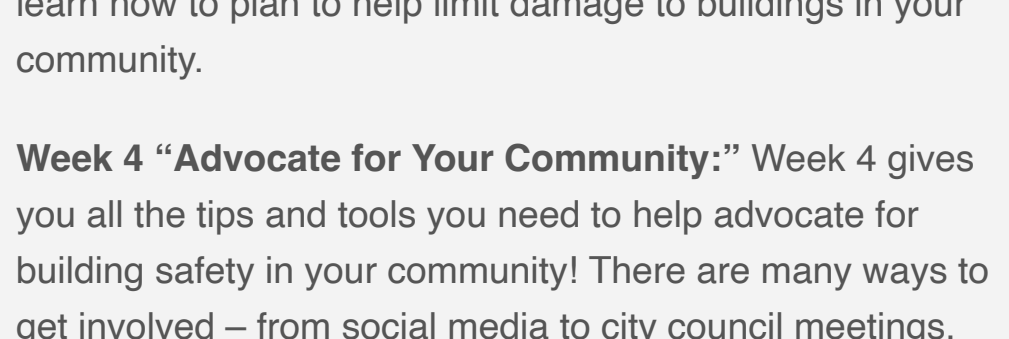 learn how to plan to help limit damage to buildings in your
community.
Week 4 “Advocate for Your Community:” Week 4 gives
you all the tips and tools you need to help advocate for
building safety in your community! There are many ways to
get involved – from social media to city council meetings.